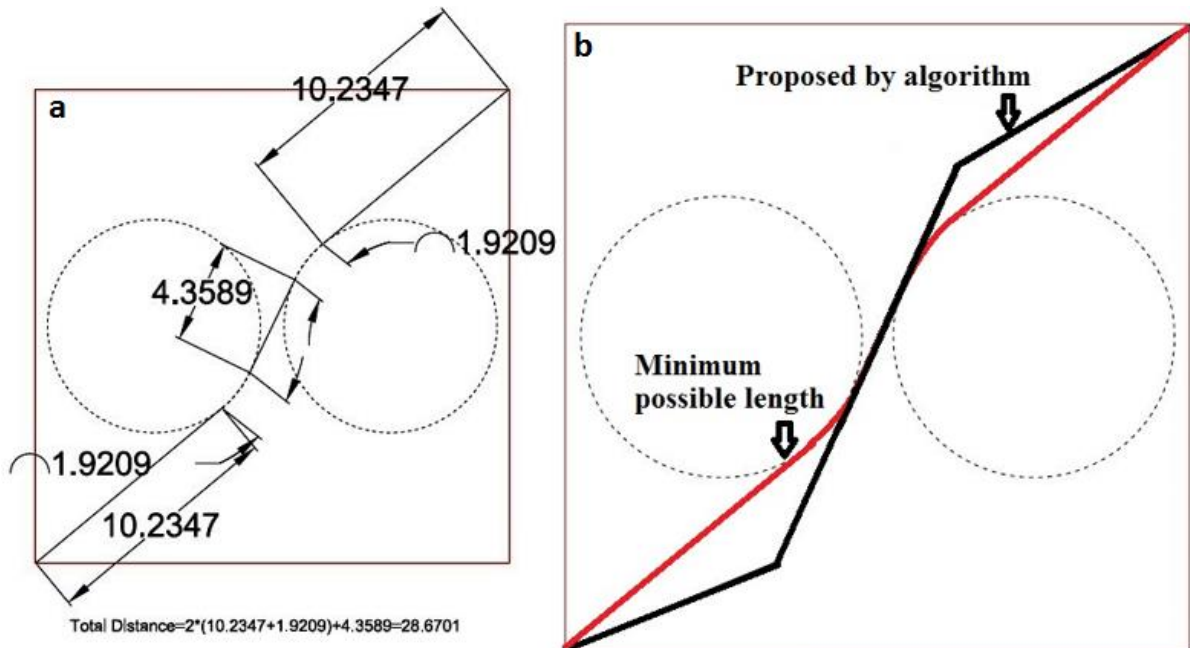 a
10.2347
1.9209
4.3589
1.9209
10.2347
Total Distance=2*(10.2347+1.9209)+4.3589=28.6701
b
Proposed by algorithm
Minimum
possible length